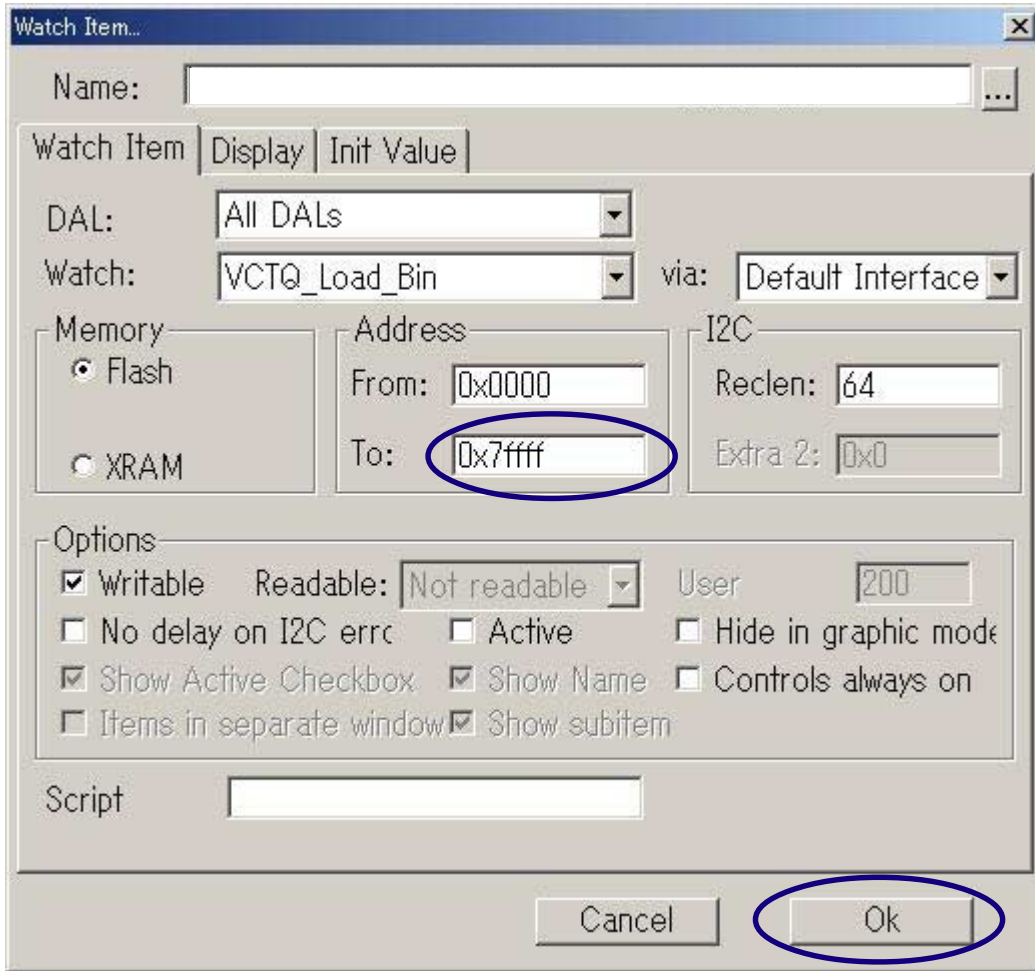 Watch Item...
Name: ...
Watch Item Display Init Value
DAL: All DALs
Watch: VCTQ_Load_Bin via: Default Interface
Memory Address I2C
Flash From: 0x0000 Reclen: 64
XRAM To: 0x7ffff Extra 2: 0x0
Options
Writable Readable: Not readable User 200
No delay on I2C errc Active Hide in graphic mode
Show Active Checkbox Show Name Controls always on
Items in separate window Show subitem
Script
Cancel Ok